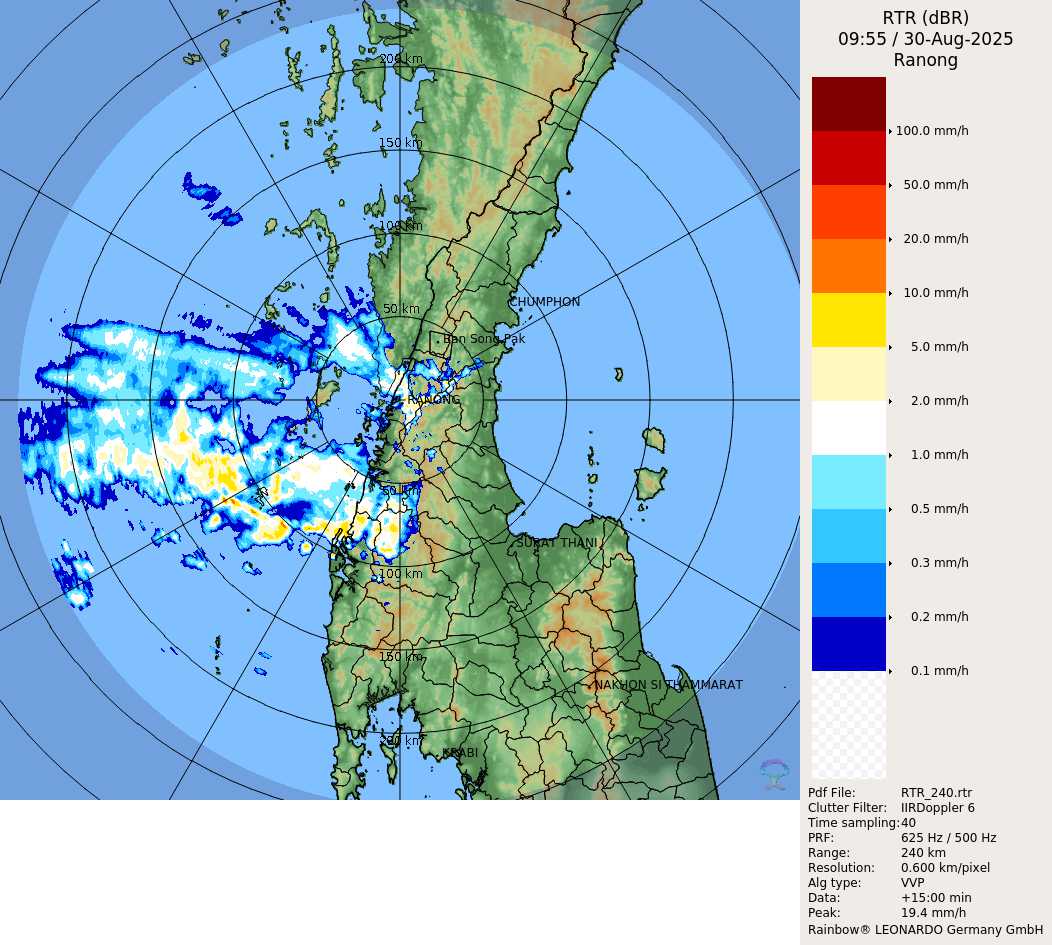 200 km
150 km
100 km
50 km
CHUMPHON
Ban Song Pak
RANONG
50 km
SURAT THANI
100 km
150 km
NAKHON SI THAMMARAT
200 km
KRABI
RTR (dBR)
09:55 / 30-Aug-2025
Ranong
100.0 mm/h
50.0 mm/h
20.0 mm/h
10.0 mm/h
5.0 mm/h
2.0 mm/h
1.0 mm/h
0.5 mm/h
0.3 mm/h
0.2 mm/h
0.1 mm/h
Pdf File: RTR_240.rtr
Clutter Filter: IIRDoppler 6
Time sampling: 40
PRF: 625 Hz / 500 Hz
Range: 240 km
Resolution: 0.600 km/pixel
Alg type: VVP
Data: +15:00 min
Peak: 19.4 mm/h
Rainbow® LEONARDO Germany GmbH